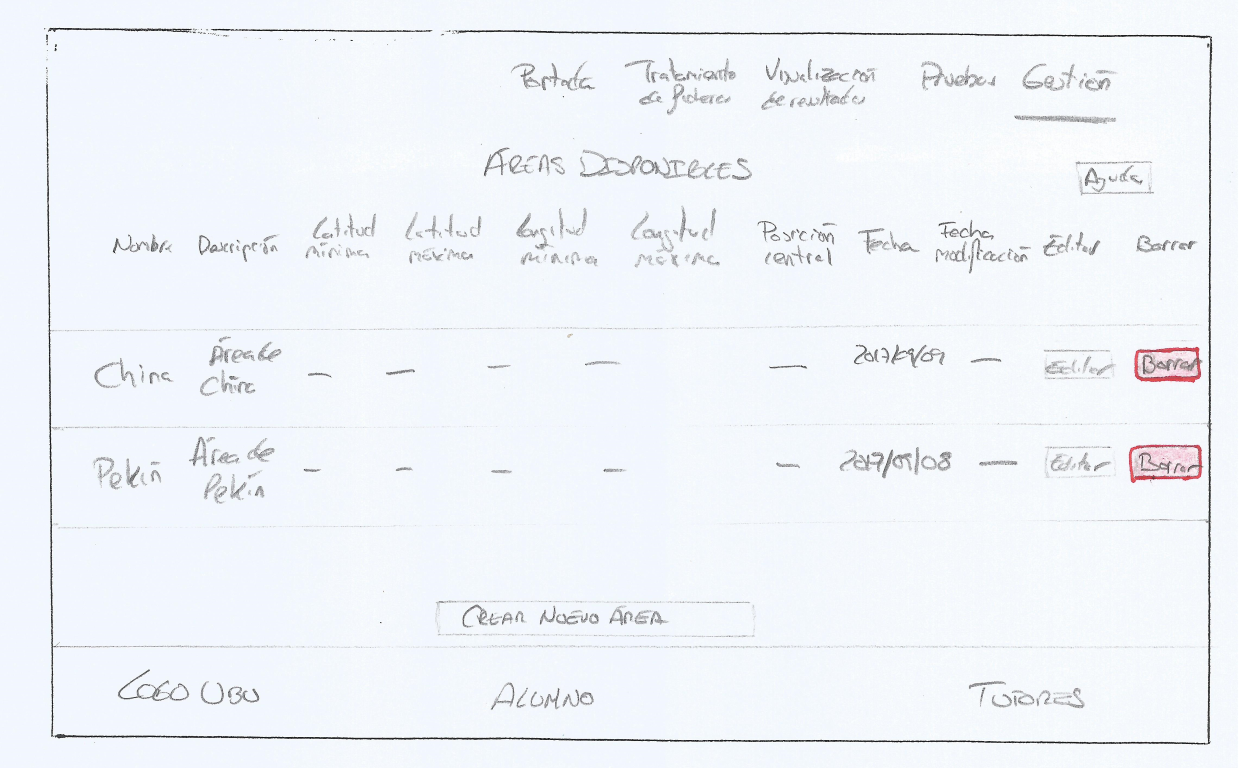 Portada Tratamiento de ficheros Visualización de resultados Pruebas Gestión
ÁREAS DISPONIBLES
Ayuda
Nombre Descripción Latitud mínima Latitud máxima Longitud mínima Longitud máxima Posición central Fecha Fecha modificación Editar Borrar
China Área de China — — — — — 2017/09/09 — Editar Borrar
Pekín Área de Pekín — — — — — 2017/09/08 — Editar Borrar
CREAR NUEVO ÁREA
LOGO UBU ALUMNO TUTORES